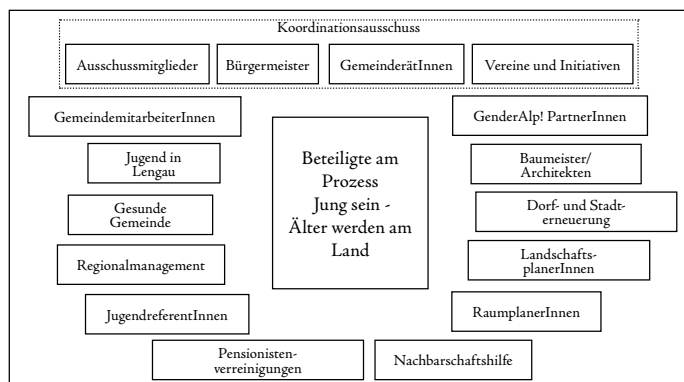 Koordinationsausschuss
Ausschussmitglieder
Bürgermeister
GemeinderätInnen
Vereine und Initiativen
GemeindemitarbeiterInnen
GenderAlp! PartnerInnen
Beteiligte am
Prozess
Jung sein -
Älter werden am
Land
Jugend in
Lengau
Baumeister/
Architekten
Gesunde
Gemeinde
Dorf- und Stadt-
erneuerung
Regionalmanagement
Landschafts-
planerInnen
JugendreferentInnen
RaumplanerInnen
Pensionisten-
verreinigungen
Nachbarschaftshilfe